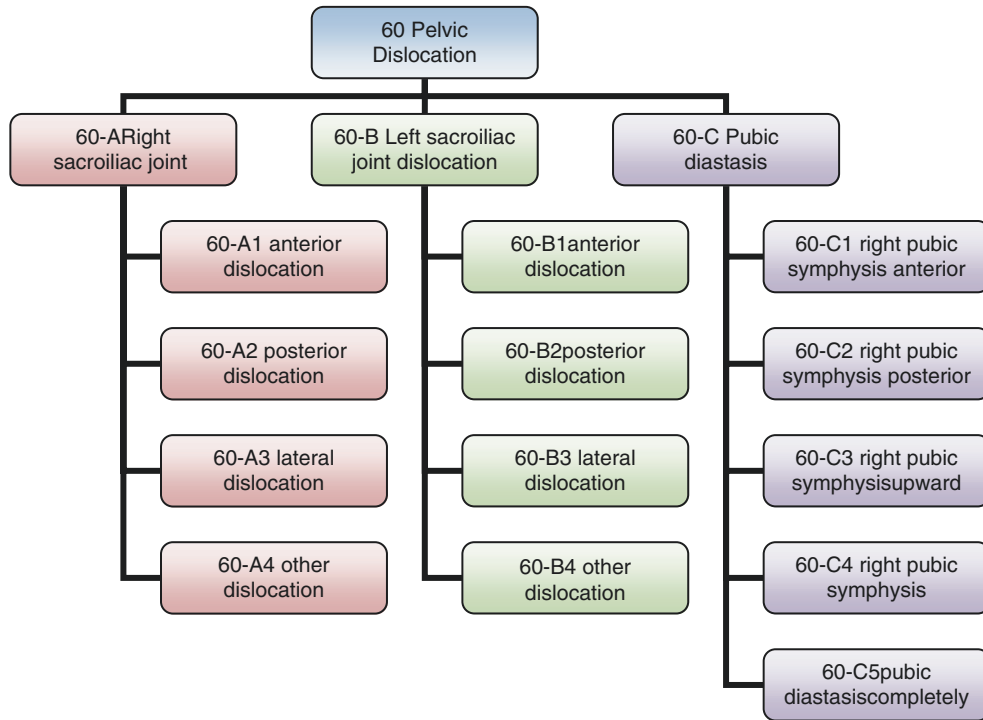 60 Pelvic
Dislocation
60-ARight
sacroiliac joint
60-B Left sacroiliac
joint dislocation
60-C Pubic
diastasis
60-A1 anterior
dislocation
60-A2 posterior
dislocation
60-A3 lateral
dislocation
60-A4 other
dislocation
60-B1anterior
dislocation
60-B2posterior
dislocation
60-B3 lateral
dislocation
60-B4 other
dislocation
60-C1 right pubic
symphysis anterior
60-C2 right pubic
symphysis posterior
60-C3 right pubic
symphysisupward
60-C4 right pubic
symphysis
60-C5pubic
diastasiscompletely